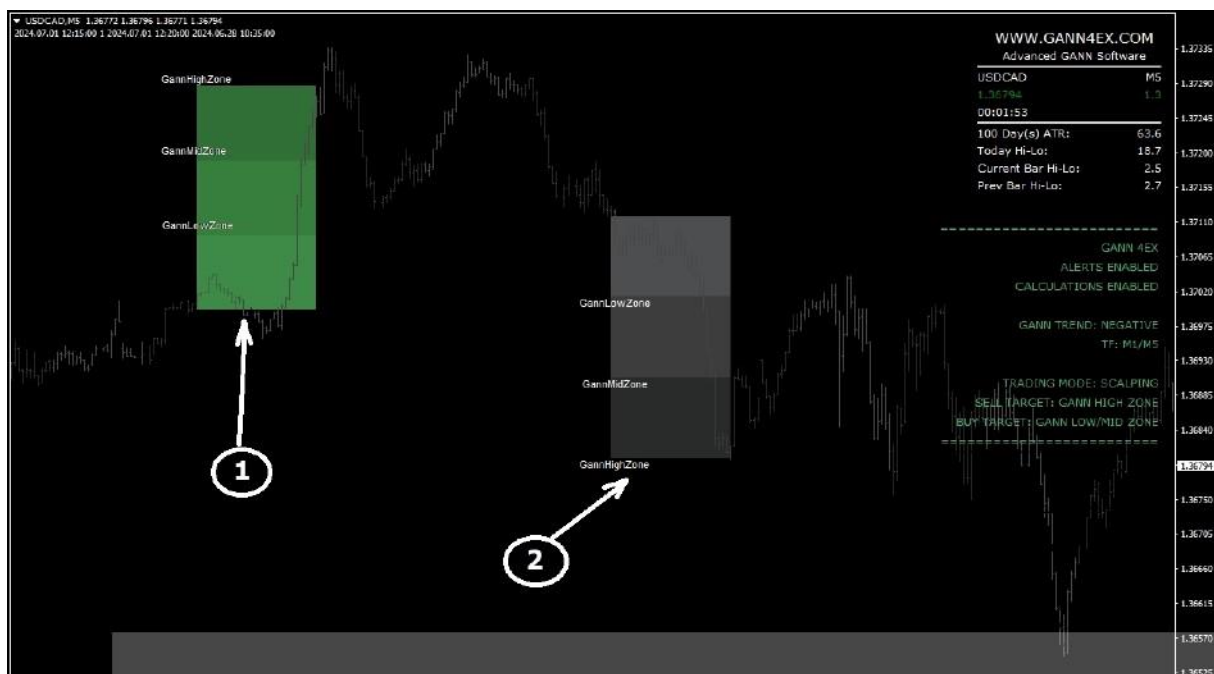 USDCAD,M5 1.36772 1.36796 1.36771 1.36794
2024.07.01 12:15:00 1 2024.07.01 12:20:00 2024.06.28 10:35:00
WWW.GANN4EX.COM
Advanced GANN Software
USDCAD M5
1.36794 1.3
00:01:53
100 Day(s) ATR: 63.6
Today Hi-Lo: 18.7
Current Bar Hi-Lo: 2.5
Prev Bar Hi-Lo: 2.7
GANN 4EX
ALERTS ENABLED
CALCULATIONS ENABLED
GANN TREND: NEGATIVE
TF: M1/M5
TRADING MODE: SCALPING
SELL TARGET: GANN HIGH ZONE
BUY TARGET: GANN LOW/MID ZONE
GannHighZone
GannMidZone
GannLowZone
1
GannLowZone
GannMidZone
GannHighZone
2
1.37335
1.37290
1.37245
1.37200
1.37155
1.37110
1.37065
1.37020
1.36975
1.36930
1.36885
1.36840
1.36794
1.36750
1.36705
1.36660
1.36615
1.36570
1.36525